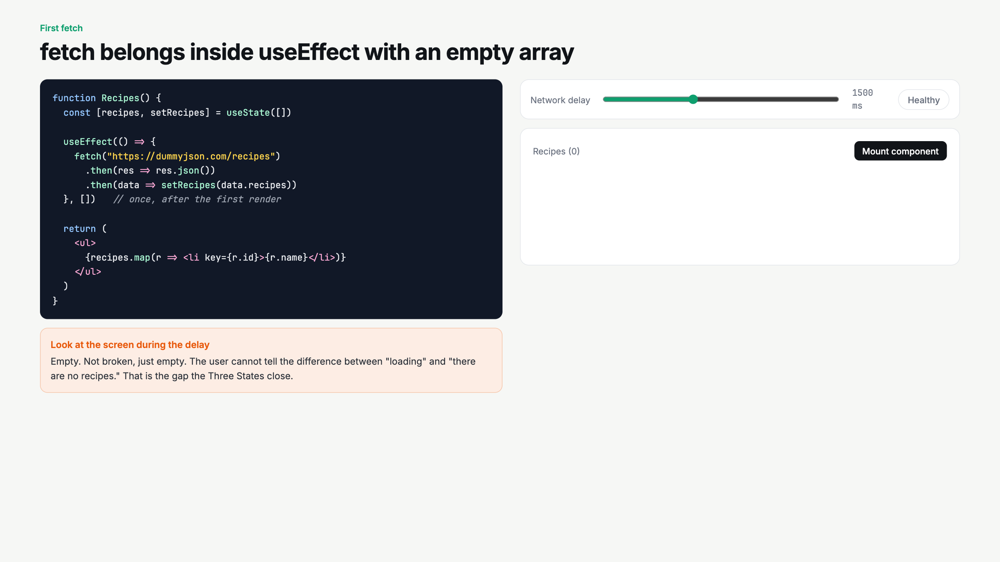 First fetch
fetch belongs inside useEffect with an empty array
function Recipes() {
  const [recipes, setRecipes] = useState([])
  useEffect(() => {
    fetch("https://dummyjson.com/recipes")
      .then(res => res.json())
      .then(data => setRecipes(data.recipes))
  }, [])   // once, after the first render
  return (
    <ul>
      {recipes.map(r => <li key={r.id}>{r.name}</li>)}
    </ul>
  )
}
Look at the screen during the delay
Empty. Not broken, just empty. The user cannot tell the difference between "loading" and "there
are no recipes." That is the gap the Three States close.
Network delay
1500
ms
Healthy
Recipes (0)
Mount component